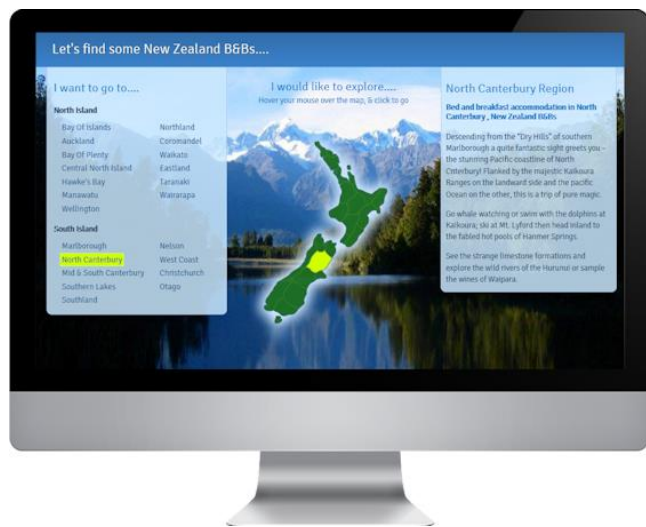 Let's find some New Zealand B&Bs....
I want to go to....
North Island
Bay Of Islands
Northland
Auckland
Coromandel
Bay Of Plenty
Waikato
Central North Island
Eastland
Hawke's Bay
Taranaki
Manawatu
Wairarapa
Wellington
South Island
Marlborough
Nelson
North Canterbury
West Coast
Mid & South Canterbury
Christchurch
Southern Lakes
Otago
Southland
I would like to explore....
Hover your mouse over the map, & click to go
North Canterbury Region
Bed and breakfast accommodation in North
Canterbury , New Zealand B&Bs
Descending from the "Dry Hills" of southern
Marlborough a quite fantastic sight greets you –
the stunning Pacific coastline of North
Cnterbury! Flanked by the majestic Kaikoura
Ranges on the landward side and the pacific
Ocean on the other, this is a trip of pure magic.
Go whale watching or swim with the dolphins at
Kaikoura; ski at Mt. Lyford then head inland to
the fabled hot pools of Hanmer Springs.
See the strange limestone formations and
explore the wild rivers of the Hurunui or sample
the wines of Waipara.